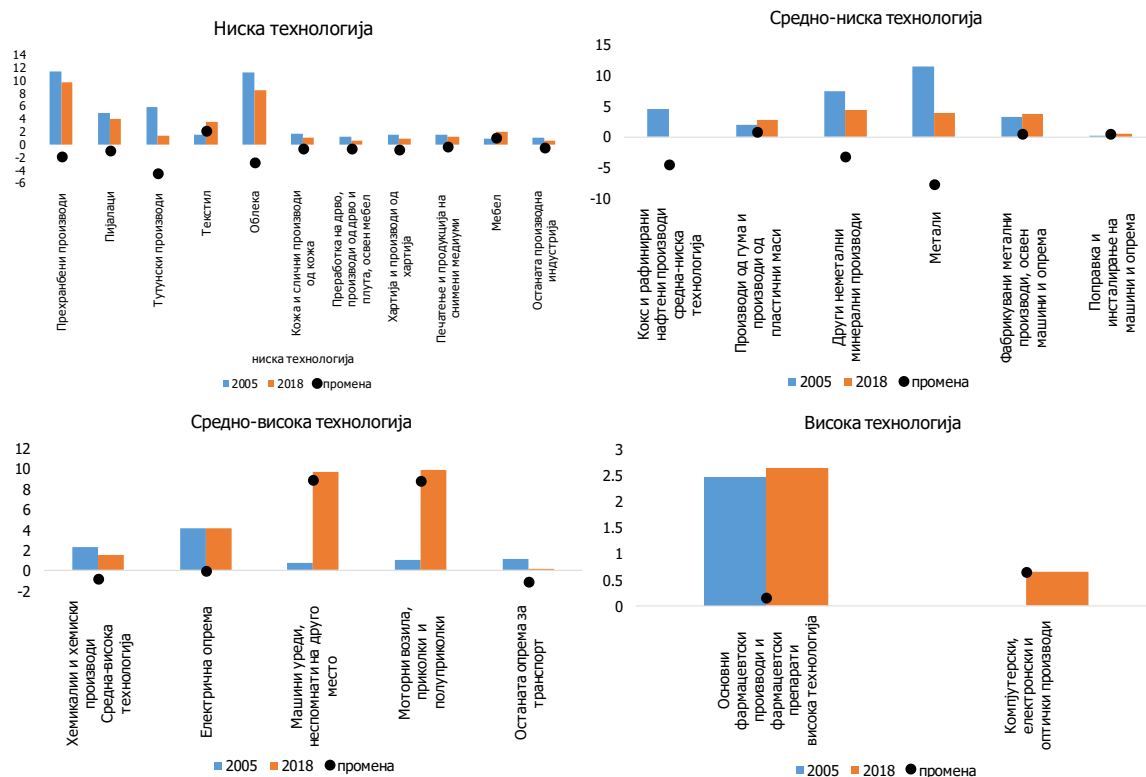 Ниска технологија
14
12
10
8
6
4
2
0
-2
-4
-6
Прехранбени производи
Пијалаци
Тутунски производи
Текстил
Облека
Кожа и слични производи
од кожа
Преработка на дрво,
производи од дрво и
плута, освен мебел
Хартија и производи од
хартија
Печатење и продукција на
снимени медиуми
Мебел
Останата производна
индустрија
ниска технологија
2005
2018
промена
Средно-ниска технологија
15
10
5
0
-5
-10
Кокс и рафинирани
нафтени производи
средна-ниска
технологија
Производи од гума и
производи од
пластични маси
Други неметални
минерални производи
Метали
Фабрикувани метални
производи, освен
машини и опрема
Поправка и
инсталирање на
машини и опрема
2005
2018
промена
Средно-висока технологија
12
10
8
6
4
2
0
-2
Хемикалии и хемиски
производи
Средна-висока
технологија
Електрична опрема
Машини уреди,
неспомнати на друго
место
Моторни возила,
приколки и
полуприколки
Останата опрема за
транспорт
2005
2018
промена
Висока технологија
3
2.5
2
1.5
1
0.5
0
Основни
фармацевтски
производи и
фармацевтски
препарати
висока технологија
Компјутерски,
електронски и
оптички производи
2005
2018
промена